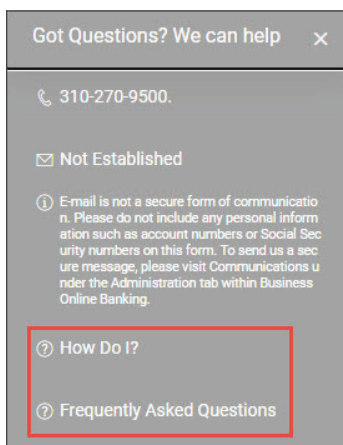 Got Questions? We can help
310-270-9500.
Not Established
E-mail is not a secure form of communicatio
n. Please do not include any personal inform
ation such as account numbers or Social Sec
urity numbers on this form. To send us a sec
ure message, please visit Communications u
nder the Administration tab within Business
Online Banking.
How Do I?
Frequently Asked Questions